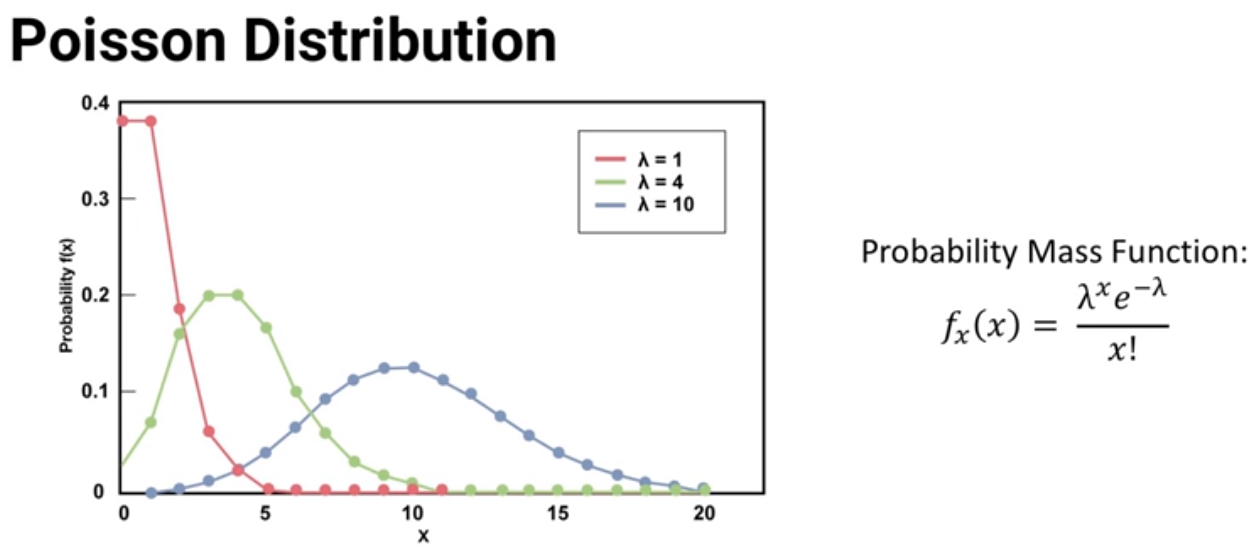 Poisson Distribution
0.4
0.3
0.2
0.1
0
Probability f(x)
0 5 10 15 20
x
λ = 1
λ = 4
λ = 10
Probability Mass Function:
fₓ(x) = λˣe⁻λ / x!